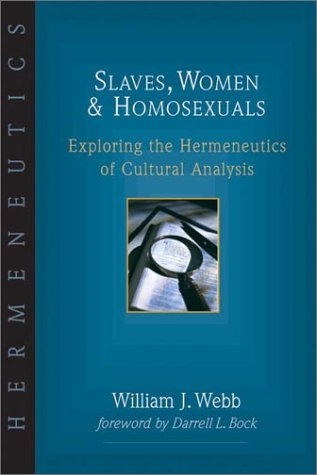 HERMENEUTICS
SLAVES, WOMEN
& HOMOSEXUALS
Exploring the Hermeneutics
of Cultural Analysis
William J. Webb
foreword by Darrell L. Bock